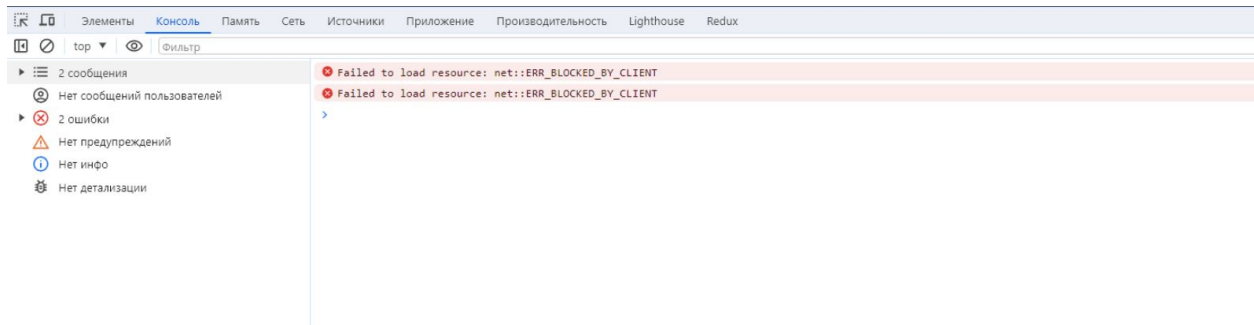 Элементы Консоль Память Сеть Источники Приложение Производительность Lighthouse Redux
top Фильтр
2 сообщения
Failed to load resource: net::ERR_BLOCKED_BY_CLIENT
Нет сообщений пользователей
Failed to load resource: net::ERR_BLOCKED_BY_CLIENT
2 ошибки
Нет предупреждений
Нет инфо
Нет детализации